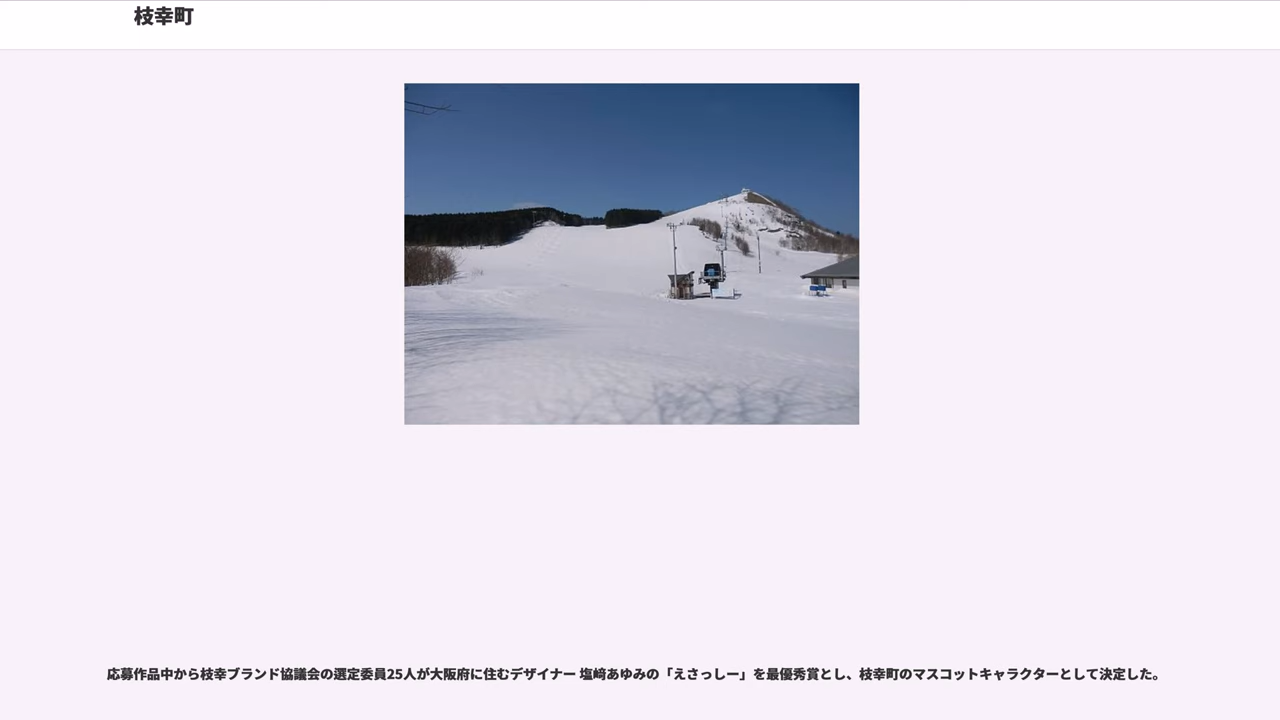 枝幸町
応募作品中から枝幸ブランド協議会の選定委員25人が大阪府に住むデザイナー 塩﨑あゆみの「えさっしー」を最優秀賞とし、枝幸町のマスコットキャラクターとして決定した。